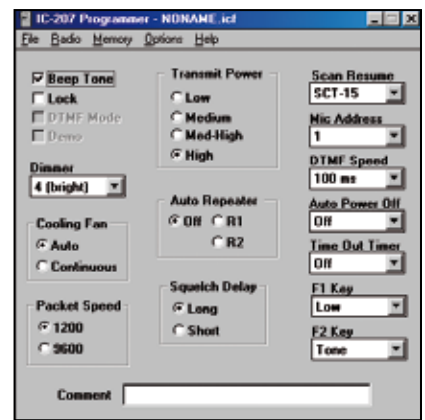 IC-207 Programmer - NONAME.icf
File Radio Memory Options Help
Beep Tone
Lock
DTMF Mode
Demo
Dimmer
4 (bright)
Cooling Fan
Auto
Continuous
Packet Speed
1200
9600
Transmit Power
Low
Medium
Med-High
High
Auto Repeater
Off R1
R2
Squelch Delay
Long
Short
Scan Resume
SCT-15
Mic Address
1
DTMF Speed
100 ms
Auto Power Off
Off
Time Out Timer
Off
F1 Key
Low
F2 Key
Tone
Comment